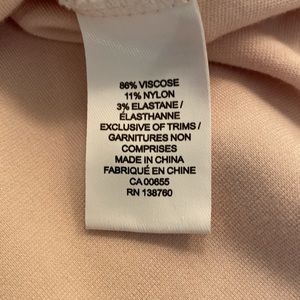 86% VISCOSE
11% NYLON
3% ELASTANE /
ÉLASTHANNE
EXCLUSIVE OF TRIMS /
GARNITURES NON
COMPRISES
MADE IN CHINA
FABRIQUÉ EN CHINE
CA 00655
RN 138760